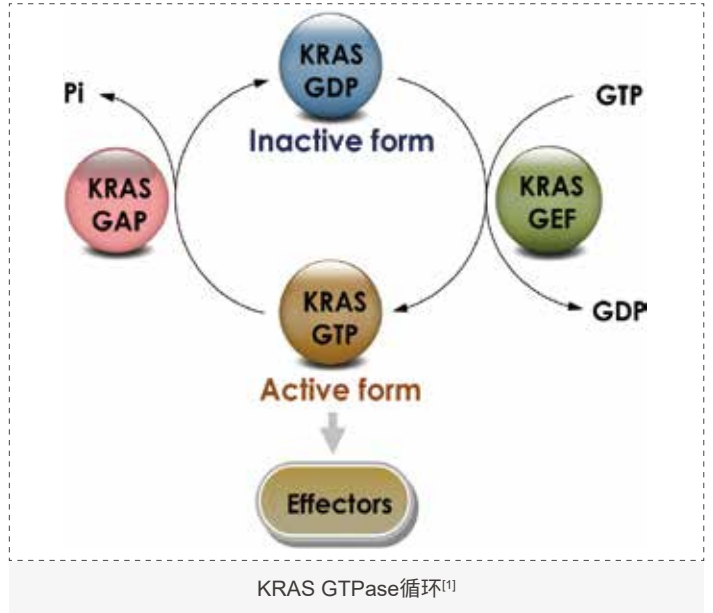 KRAS
GDP
Inactive form
Pi
GTP
KRAS
GAP
KRAS
GEF
KRAS
GTP
GDP
Active form
Effectors
KRAS GTPase循环[1]